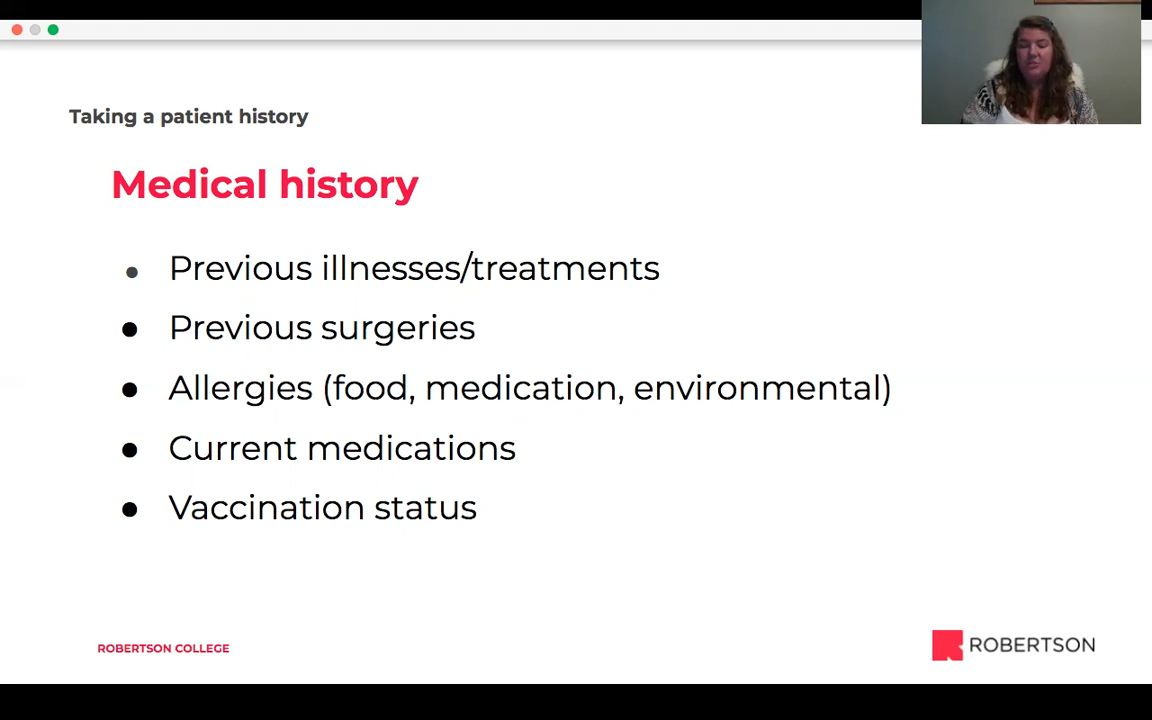 Taking a patient history
Medical history
● Previous illnesses/treatments
● Previous surgeries
● Allergies (food, medication, environmental)
● Current medications
● Vaccination status
ROBERTSON COLLEGE
ROBERTSON